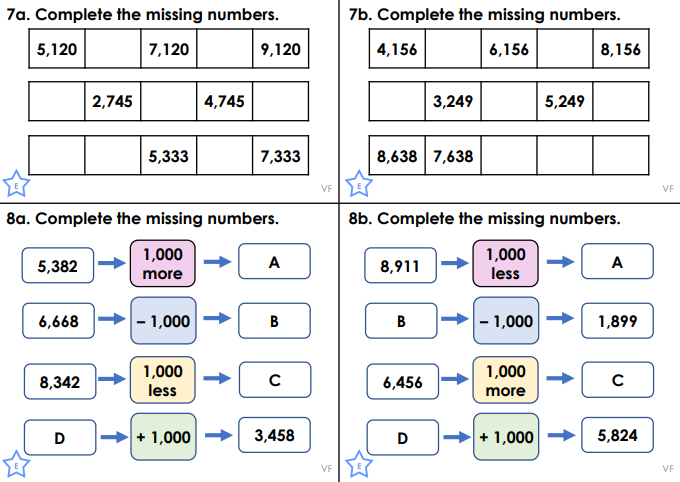 7a. Complete the missing numbers.
5,120 7,120 9,120
2,745 4,745
5,333 7,333
E
VF
7b. Complete the missing numbers.
4,156 6,156 8,156
3,249 5,249
8,638 7,638
E
VF
8a. Complete the missing numbers.
5,382 1,000 more A
6,668 – 1,000 B
8,342 1,000 less C
D + 1,000 3,458
E
VF
8b. Complete the missing numbers.
8,911 1,000 less A
B – 1,000 1,899
6,456 1,000 more C
D + 1,000 5,824
E
VF